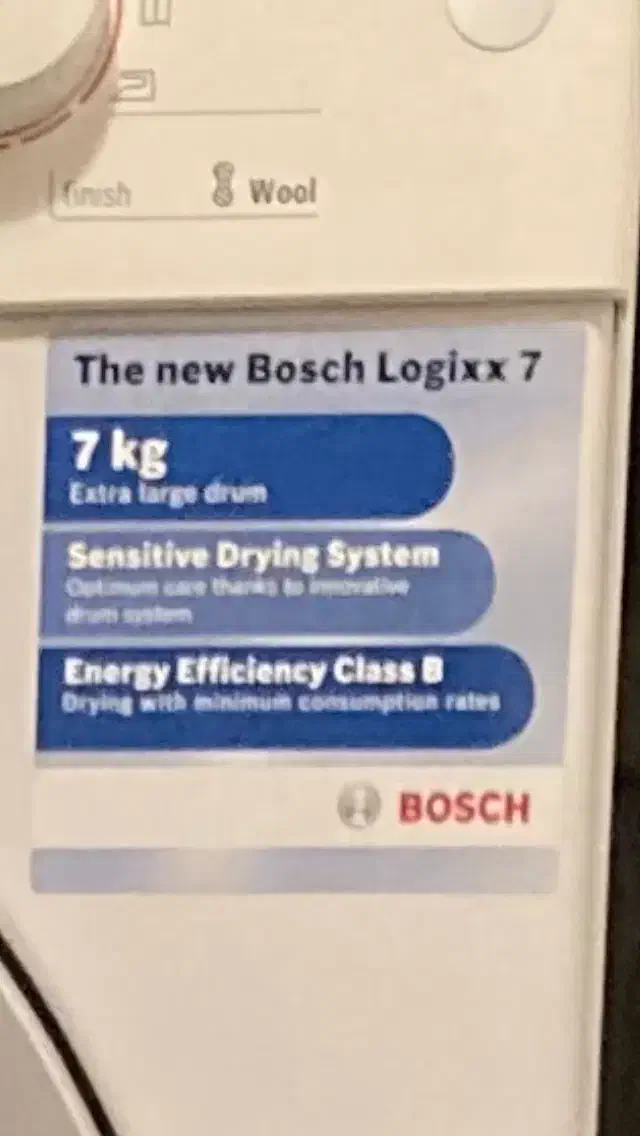 finish
Wool
The new Bosch Logixx 7
7 kg
Extra large drum
Sensitive Drying System
Optimum care thanks to innovative
drum system
Energy Efficiency Class B
Drying with minimum consumption rates
BOSCH